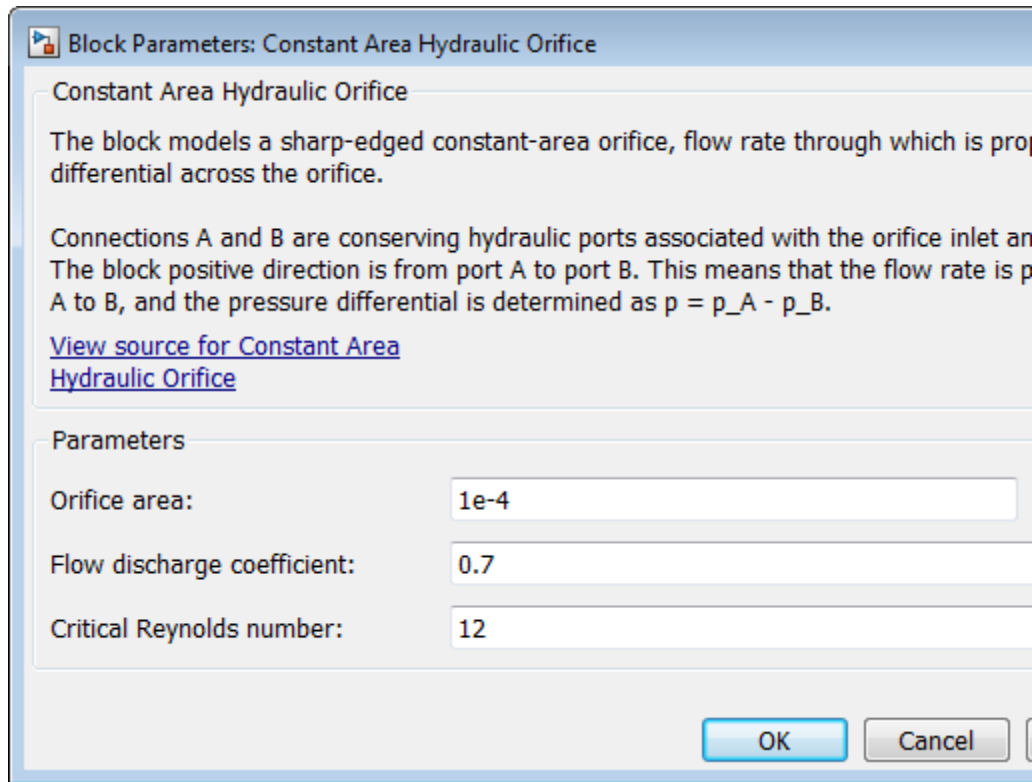 Block Parameters: Constant Area Hydraulic Orifice
Constant Area Hydraulic Orifice
The block models a sharp-edged constant-area orifice, flow rate through which is
differential across the orifice.
Connections A and B are conserving hydraulic ports associated with the orifice inlet
The block positive direction is from port A to port B. This means that the flow rate is
A to B, and the pressure differential is determined as p = p_A - p_B.
View source for Constant Area
Hydraulic Orifice
Parameters
Orifice area: 1e-4
Flow discharge coefficient: 0.7
Critical Reynolds number: 12
OK Cancel